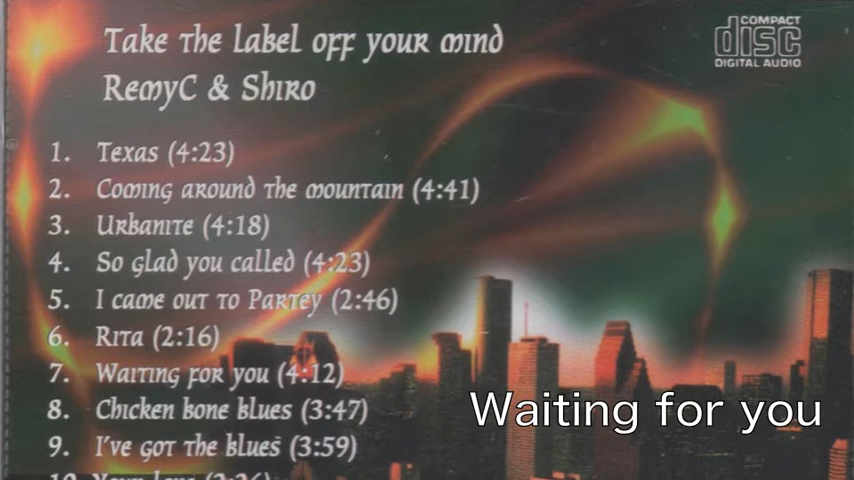 Take the label off your mind
RemyC & Shiro
COMPACT
disc
DIGITAL AUDIO
1. Texas (4:23)
2. Coming around the mountain (4:41)
3. Urbanite (4:18)
4. So glad you called (4:23)
5. I came out to Partey (2:46)
6. Rita (2:16)
7. Waiting for you (4:12)
8. Chicken bone blues (3:47)
9. I've got the blues (3:59)
Waiting for you